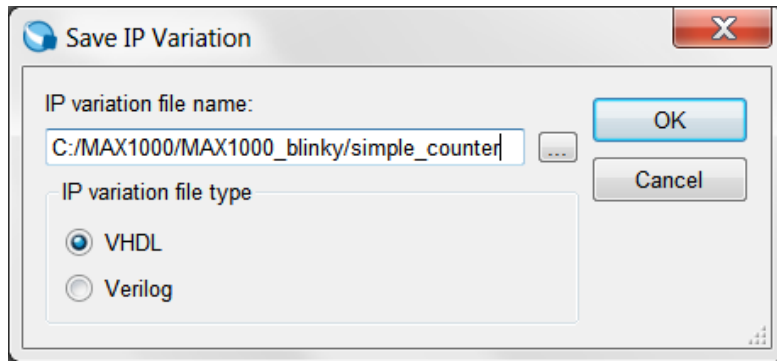 Save IP Variation
IP variation file name:
C:/MAX1000/MAX1000_blinky/simple_counter
...
OK
Cancel
IP variation file type
VHDL
Verilog